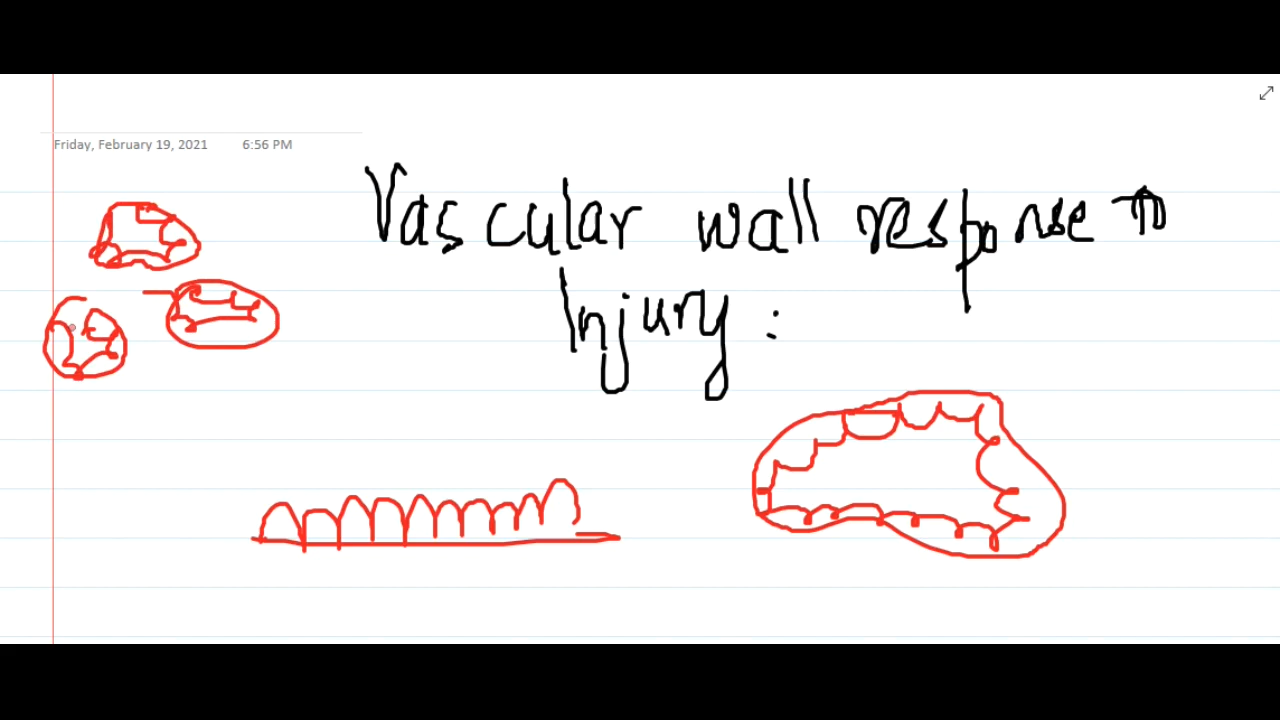 Friday, February 19, 2021 6:56 PM
Vascular wall response to
Injury :